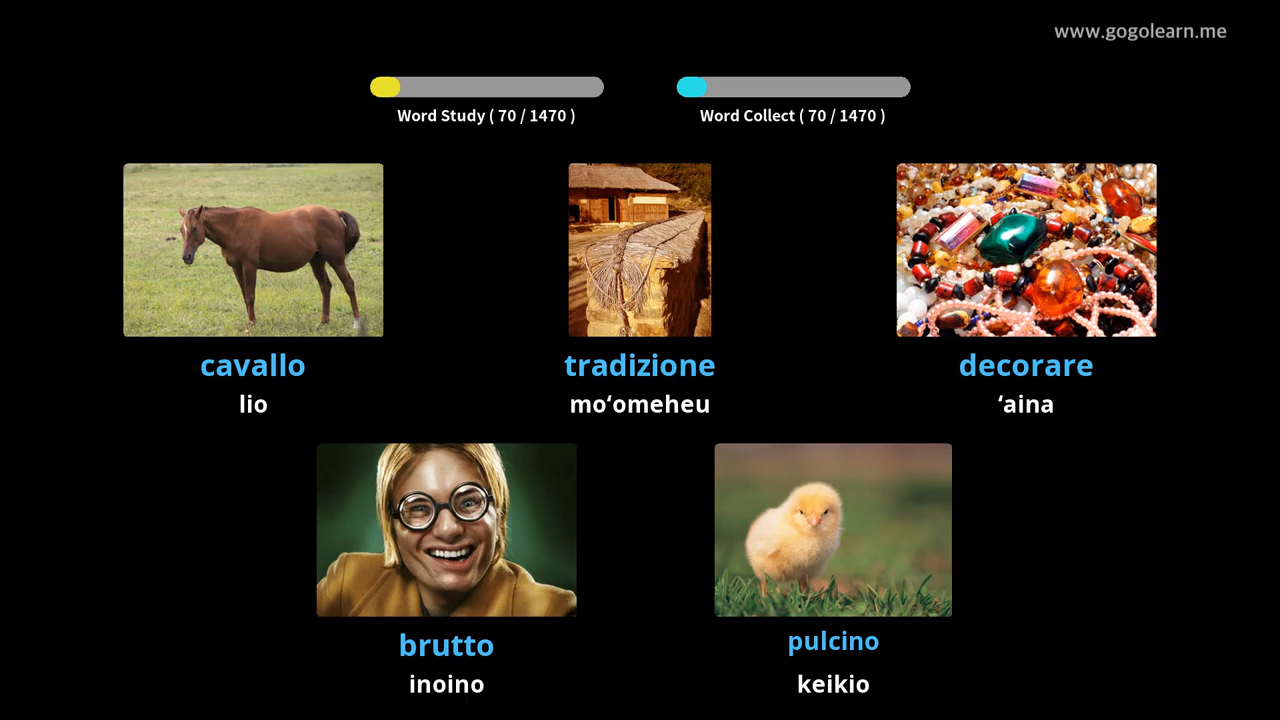 www.gogolearn.me
Word Study ( 70 / 1470 )
Word Collect ( 70 / 1470 )
cavallo
lio
tradizione
moʻomeheu
decorare
ʻaina
brutto
inoino
pulcino
keikio